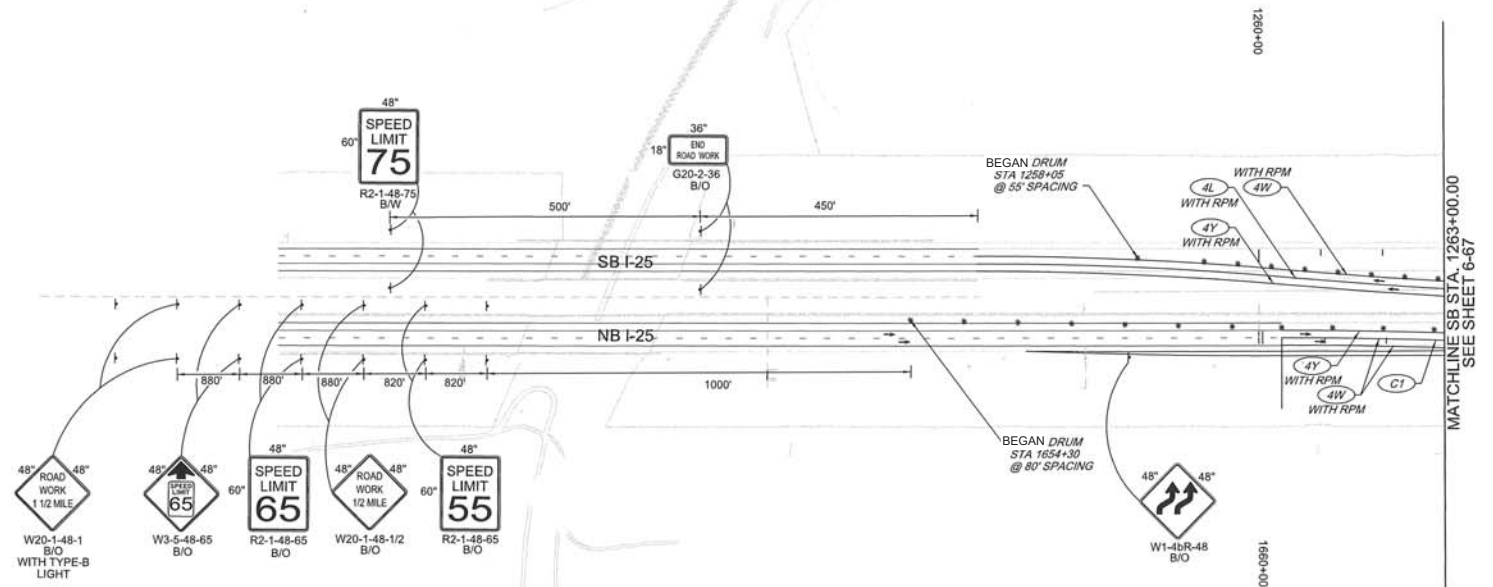 1260+00
48"
60"
SPEED
LIMIT
75
R2-1-48-75
B/W
36"
18"
END
ROAD WORK
G20-2-36
B/O
500'
450'
BEGAN DRUM
STA 1258+05
@ 55' SPACING
4L
WITH RPM
WITH RPM
4W
4Y
WITH RPM
SB I-25
NB I-25
MATCHLINE SB STA. 1263+00.00
SEE SHEET 6-67
880'
880'
880'
820'
820'
1000'
4Y
WITH RPM
4W
WITH RPM
C1
BEGAN DRUM
STA 1654+30
@ 80' SPACING
48" 48"
ROAD
WORK
1 1/2 MILE
W20-1-48-1
B/O
WITH TYPE-B
LIGHT
48" 48"
SPEED
LIMIT
65
W3-5-48-65
B/O
48"
60"
SPEED
LIMIT
65
R2-1-48-65
B/O
48" 48"
ROAD
WORK
1/2 MILE
W20-1-48-1/2
B/O
48"
60"
SPEED
LIMIT
55
R2-1-48-65
B/O
48" 48"
W1-4bR-48
B/O
1660+00